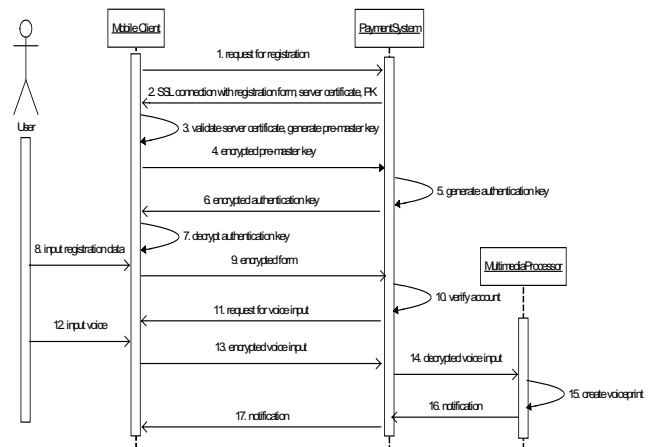 Mobile Client
PaymentSystem
1. request for registration
2. SSL connection with registration form, server certificate, PK
3. validate server certificate, generate pre-master key
User
4. encrypted pre-master key
5. generate authentication key
6. encrypted authentication key
7. decrypt authentication key
8. input registration data
9. encrypted form
MultimediaProcessor
10. verify account
11. request for voice input
12. input voice
13. encrypted voice input
14. decrypted voice input
15. create voiceprint
16. notification
17. notification